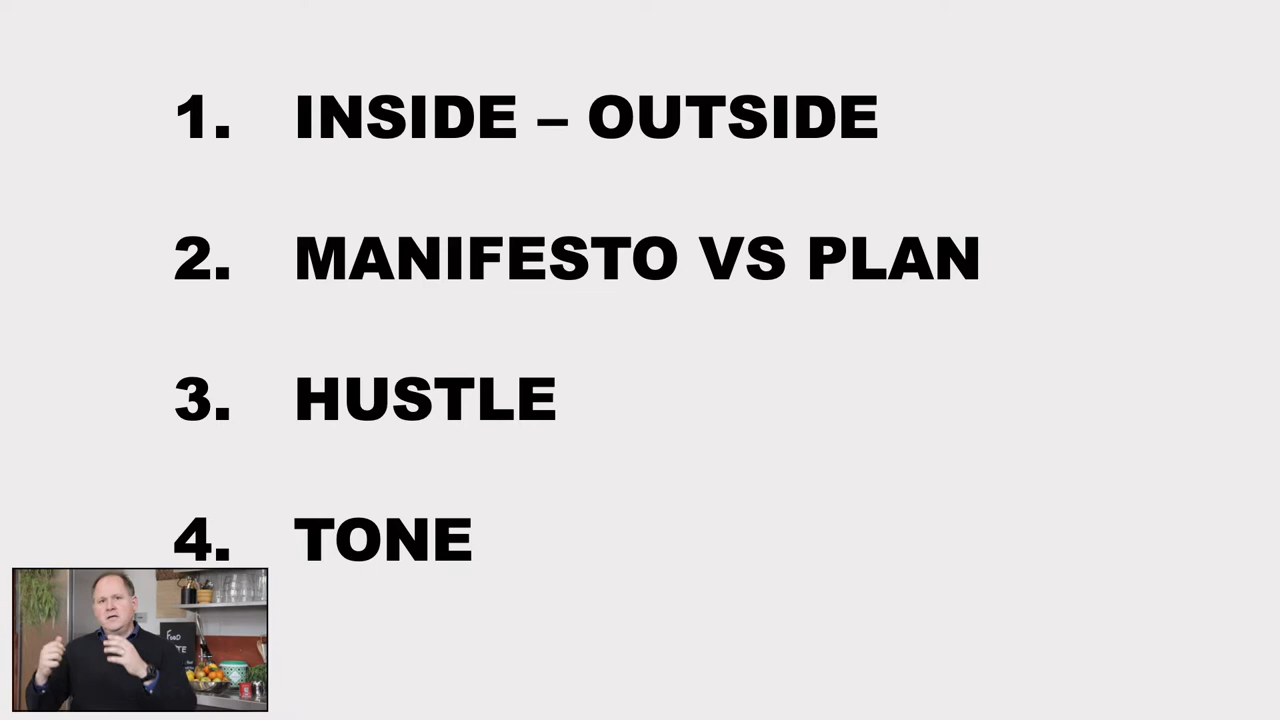 1. INSIDE – OUTSIDE
2. MANIFESTO VS PLAN
3. HUSTLE
4. TONE